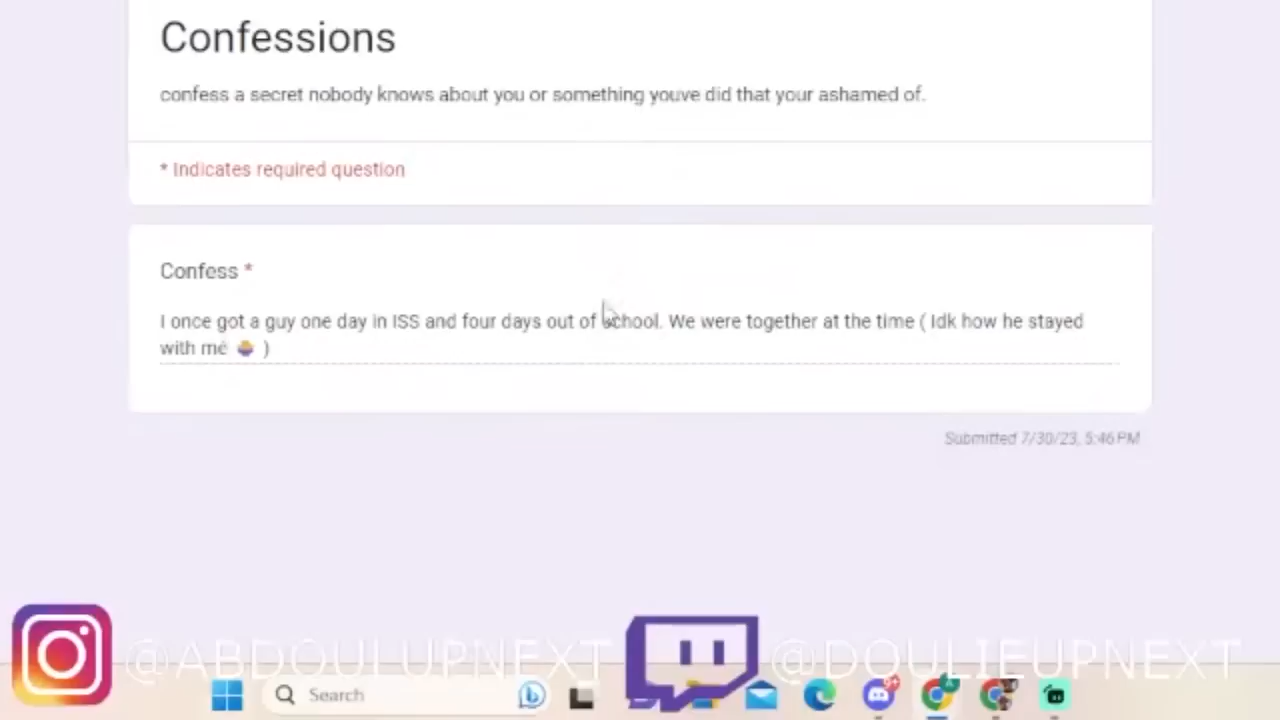 Confessions
confess a secret nobody knows about you or something youve did that your ashamed of.
* Indicates required question
Confess *
I once got a guy one day in ISS and four days out of school. We were together at the time ( Idk how he stayed
with me )
Submitted 7/30/23, 5:46 PM
@ABDOULUPNEXT @DOULIEUPNEXT
Search
9+